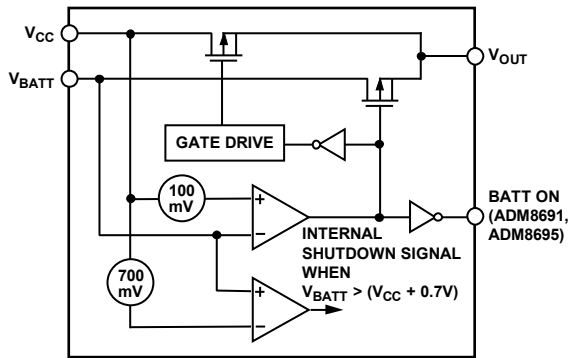 VCC
VOUT
VBATT
GATE DRIVE
100
mV
+
−
BATT ON
(ADM8691,
ADM8695)
INTERNAL
SHUTDOWN SIGNAL
WHEN
VBATT > (VCC + 0.7V)
700
mV
+
−